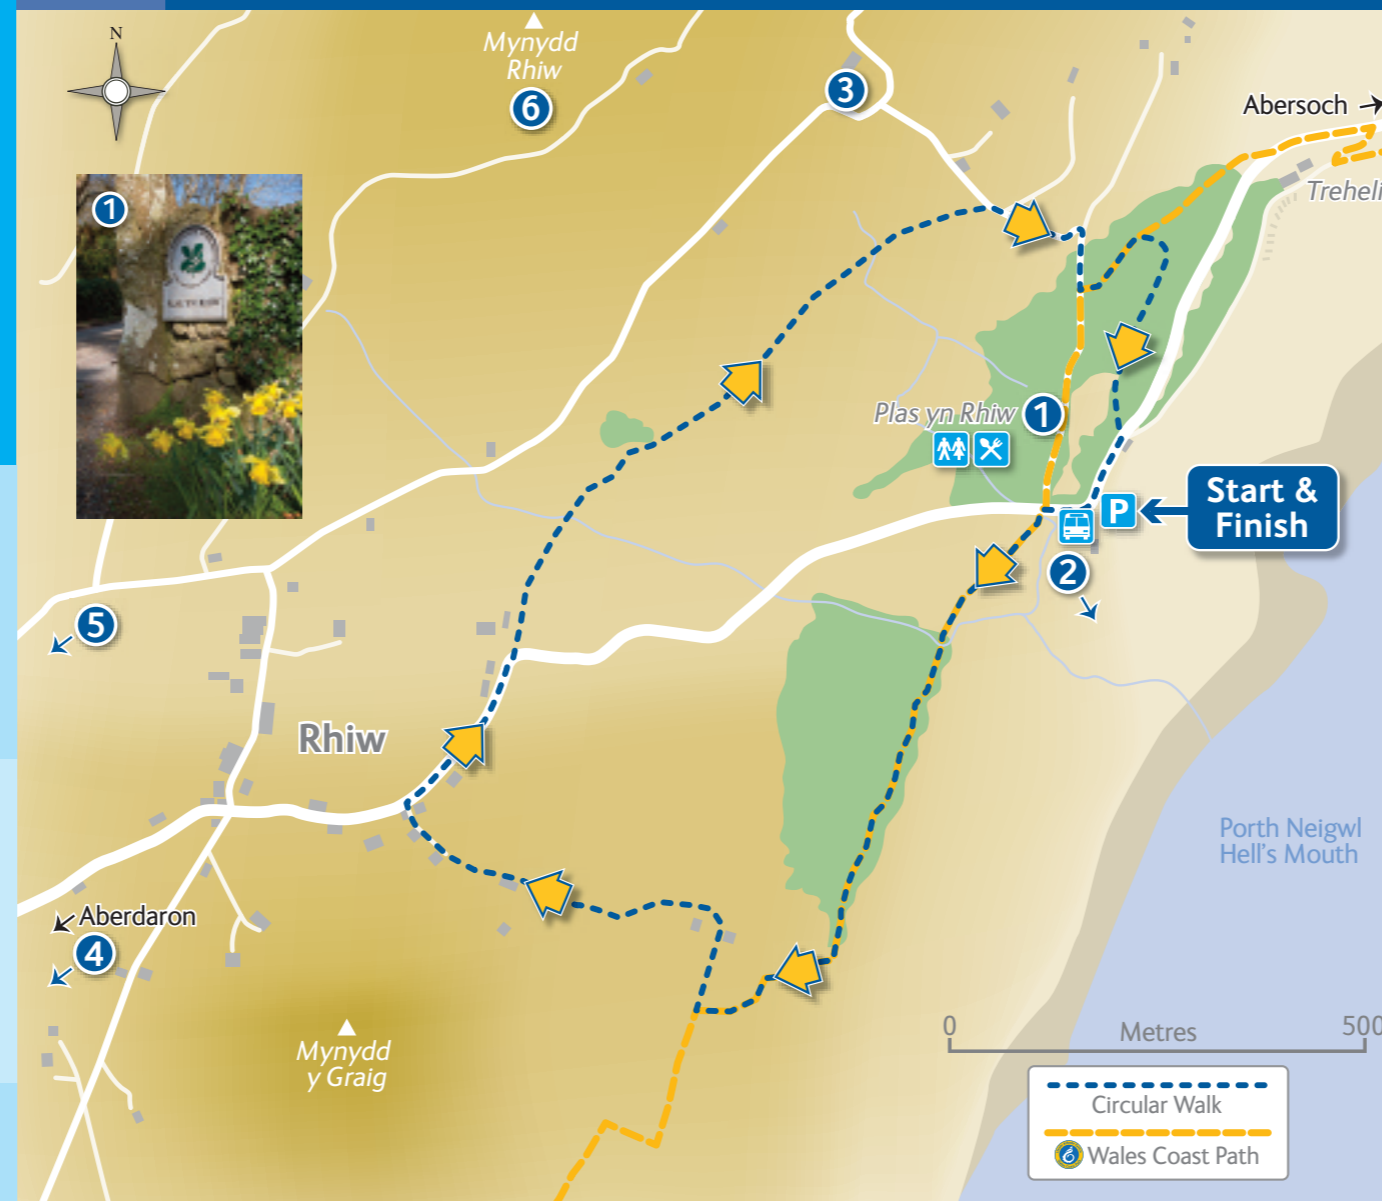 N
Mynydd
Rhiw
6
3
Abersoch
1
Treheli
Plas yn Rhiw
1
P
Start &
Finish
2
5
Rhiw
Porth Neigwl
Hell's Mouth
Aberdaron
4
Mynydd
y Graig
0
Metres
500
Circular Walk
Wales Coast Path